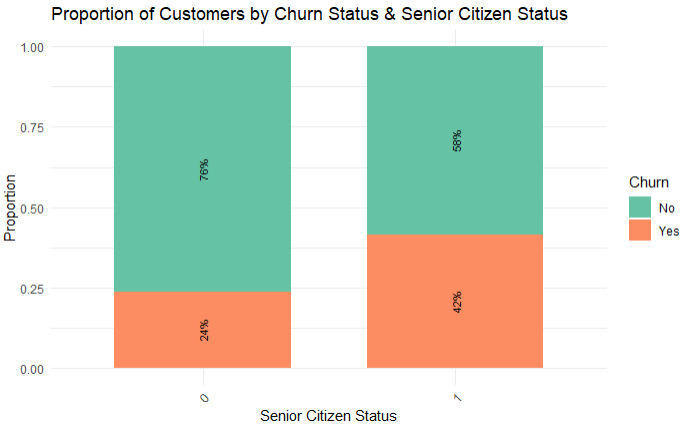 Proportion of Customers by Churn Status & Senior Citizen Status
1.00
0.75
0.50
0.25
0.00
Proportion
76%
24%
58%
42%
0
1
Senior Citizen Status
Churn
No
Yes